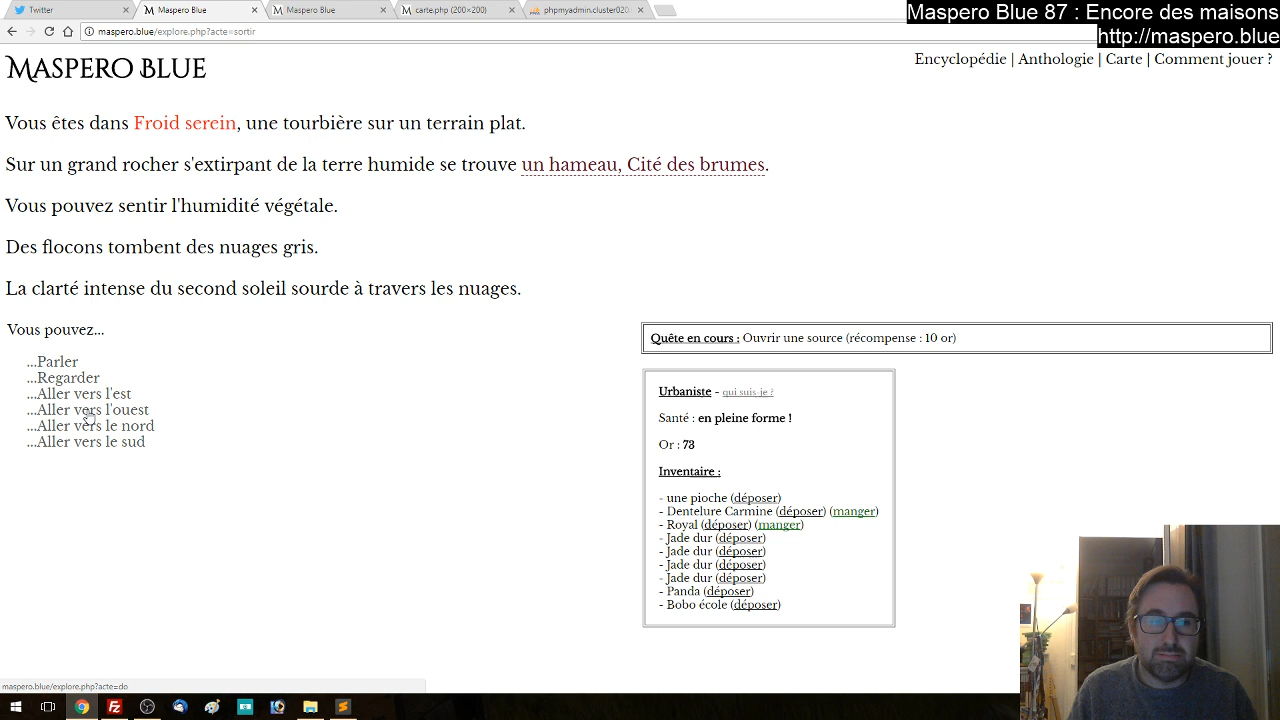 Twitter
Maspero Blue
Maspero Blue
carte.php (200×200)
phpmyadmin.cluster020
Maspero Blue 87 : Encore des maisons
http://maspero.blue
maspero.blue/explore.php?acte=sortir
Maspero Blue
Encyclopédie | Anthologie | Carte | Comment jouer ?
Vous êtes dans Froid serein, une tourbière sur un terrain plat.
Sur un grand rocher s'extirpant de la terre humide se trouve un hameau, Cité des brumes.
Vous pouvez sentir l'humidité végétale.
Des flocons tombent des nuages gris.
La clarté intense du second soleil sourde à travers les nuages.
Vous pouvez...
...Parler
...Regarder
...Aller vers l'est
...Aller vers l'ouest
...Aller vers le nord
...Aller vers le sud
Quête en cours : Ouvrir une source (récompense : 10 or)
Urbaniste - qui suis-je ?
Santé : en pleine forme !
Or : 73
Inventaire :
- une pioche (déposer)
- Dentelure Carmine (déposer) (manger)
- Royal (déposer) (manger)
- Jade dur (déposer)
- Jade dur (déposer)
- Jade dur (déposer)
- Jade dur (déposer)
- Panda (déposer)
- Bobo école (déposer)
maspero.blue/explore.php?acte=do